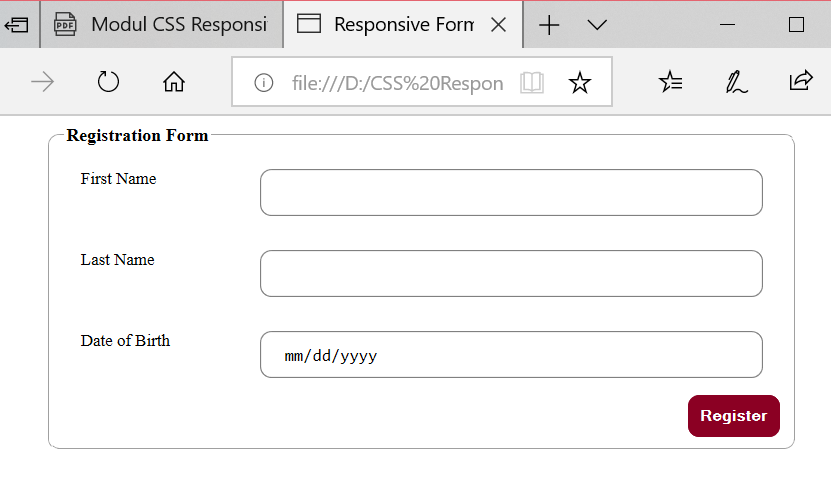 PDF Modul CSS Responsi Responsive Form
file:///D:/CSS%20Respon
Registration Form
First Name
Last Name
Date of Birth mm/dd/yyyy
Register